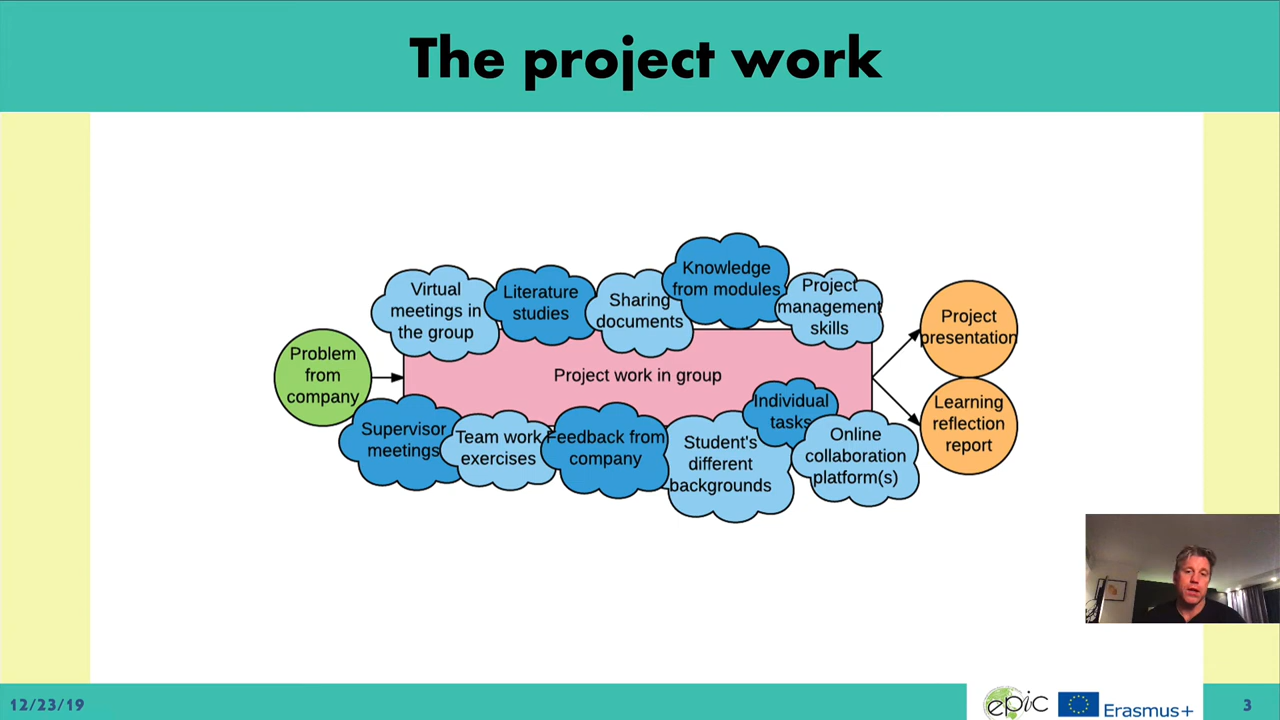 The project work
Virtual
meetings in
the group
Literature
studies
Sharing
documents
Knowledge
from modules
Project
management
skills
Problem
from
company
Project work in group
Project
presentation
Learning
reflection
report
Supervisor
meetings
Team work
exercises
Feedback from
company
Student's
different
backgrounds
Individual
tasks
Online
collaboration
platform(s)
12/23/19
epic
Erasmus+
3